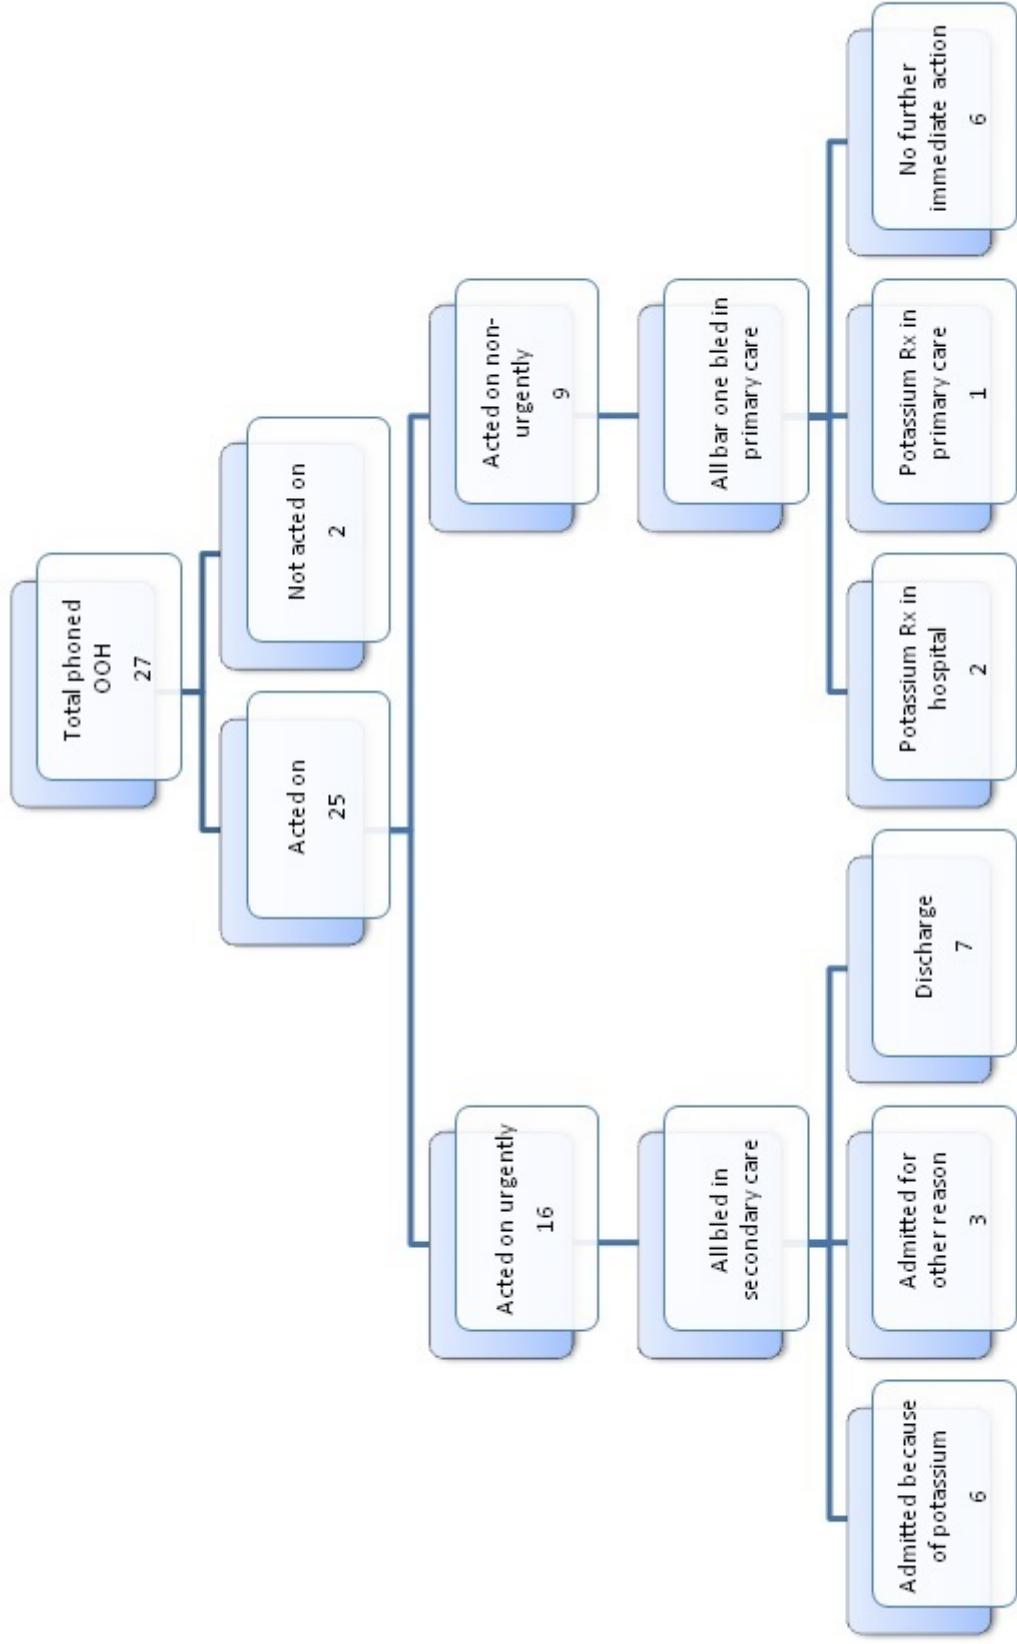 Total phoned
OOH
27
Acted on
25
Not acted on
2
Acted on urgently
16
Acted on non-
urgently
9
All bled in
secondary care
All bar one bled in
primary care
Admitted because
of potassium
6
Admitted for
other reason
3
Discharge
7
Potassium Rx in
hospital
2
Potassium Rx in
primary care
1
No further
immediate action
6